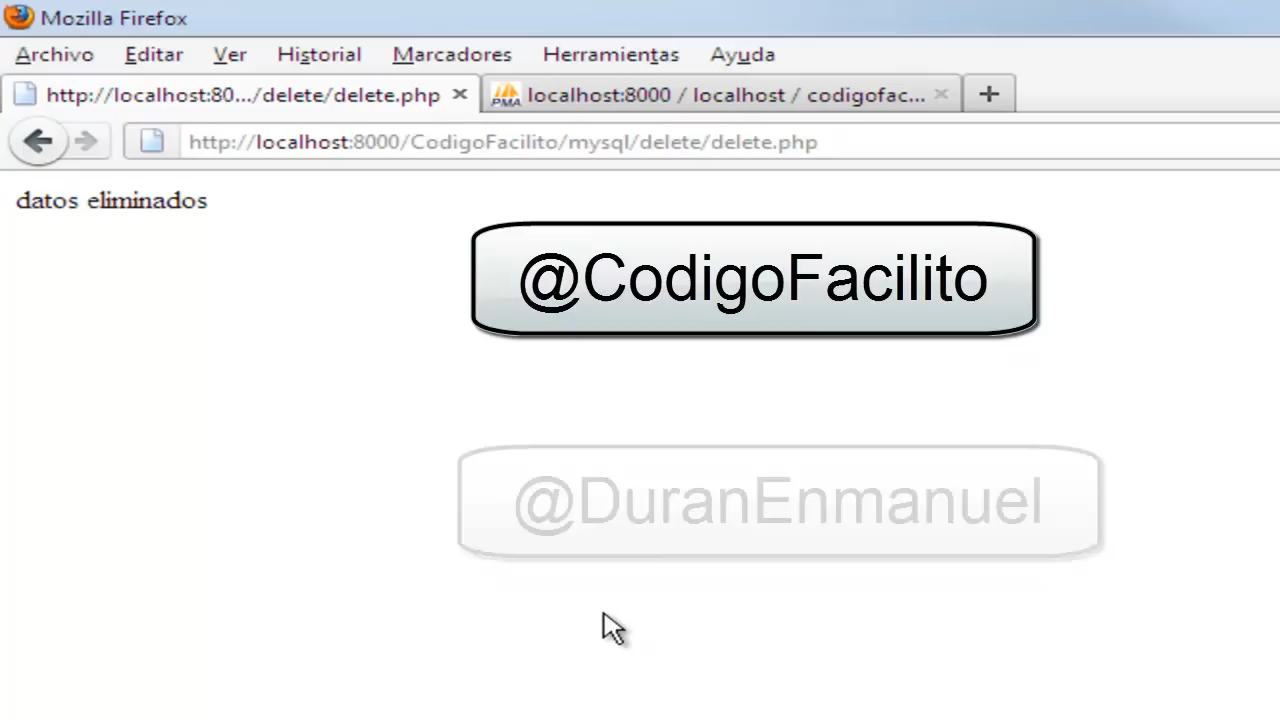 Mozilla Firefox
Archivo Editar Ver Historial Marcadores Herramientas Ayuda
http://localhost:80.../delete/delete.php
PMA localhost:8000 / localhost / codigofac...
http://localhost:8000/CodigoFacilito/mysql/delete/delete.php
datos eliminados
@CodigoFacilito
@DuranEnmanuel